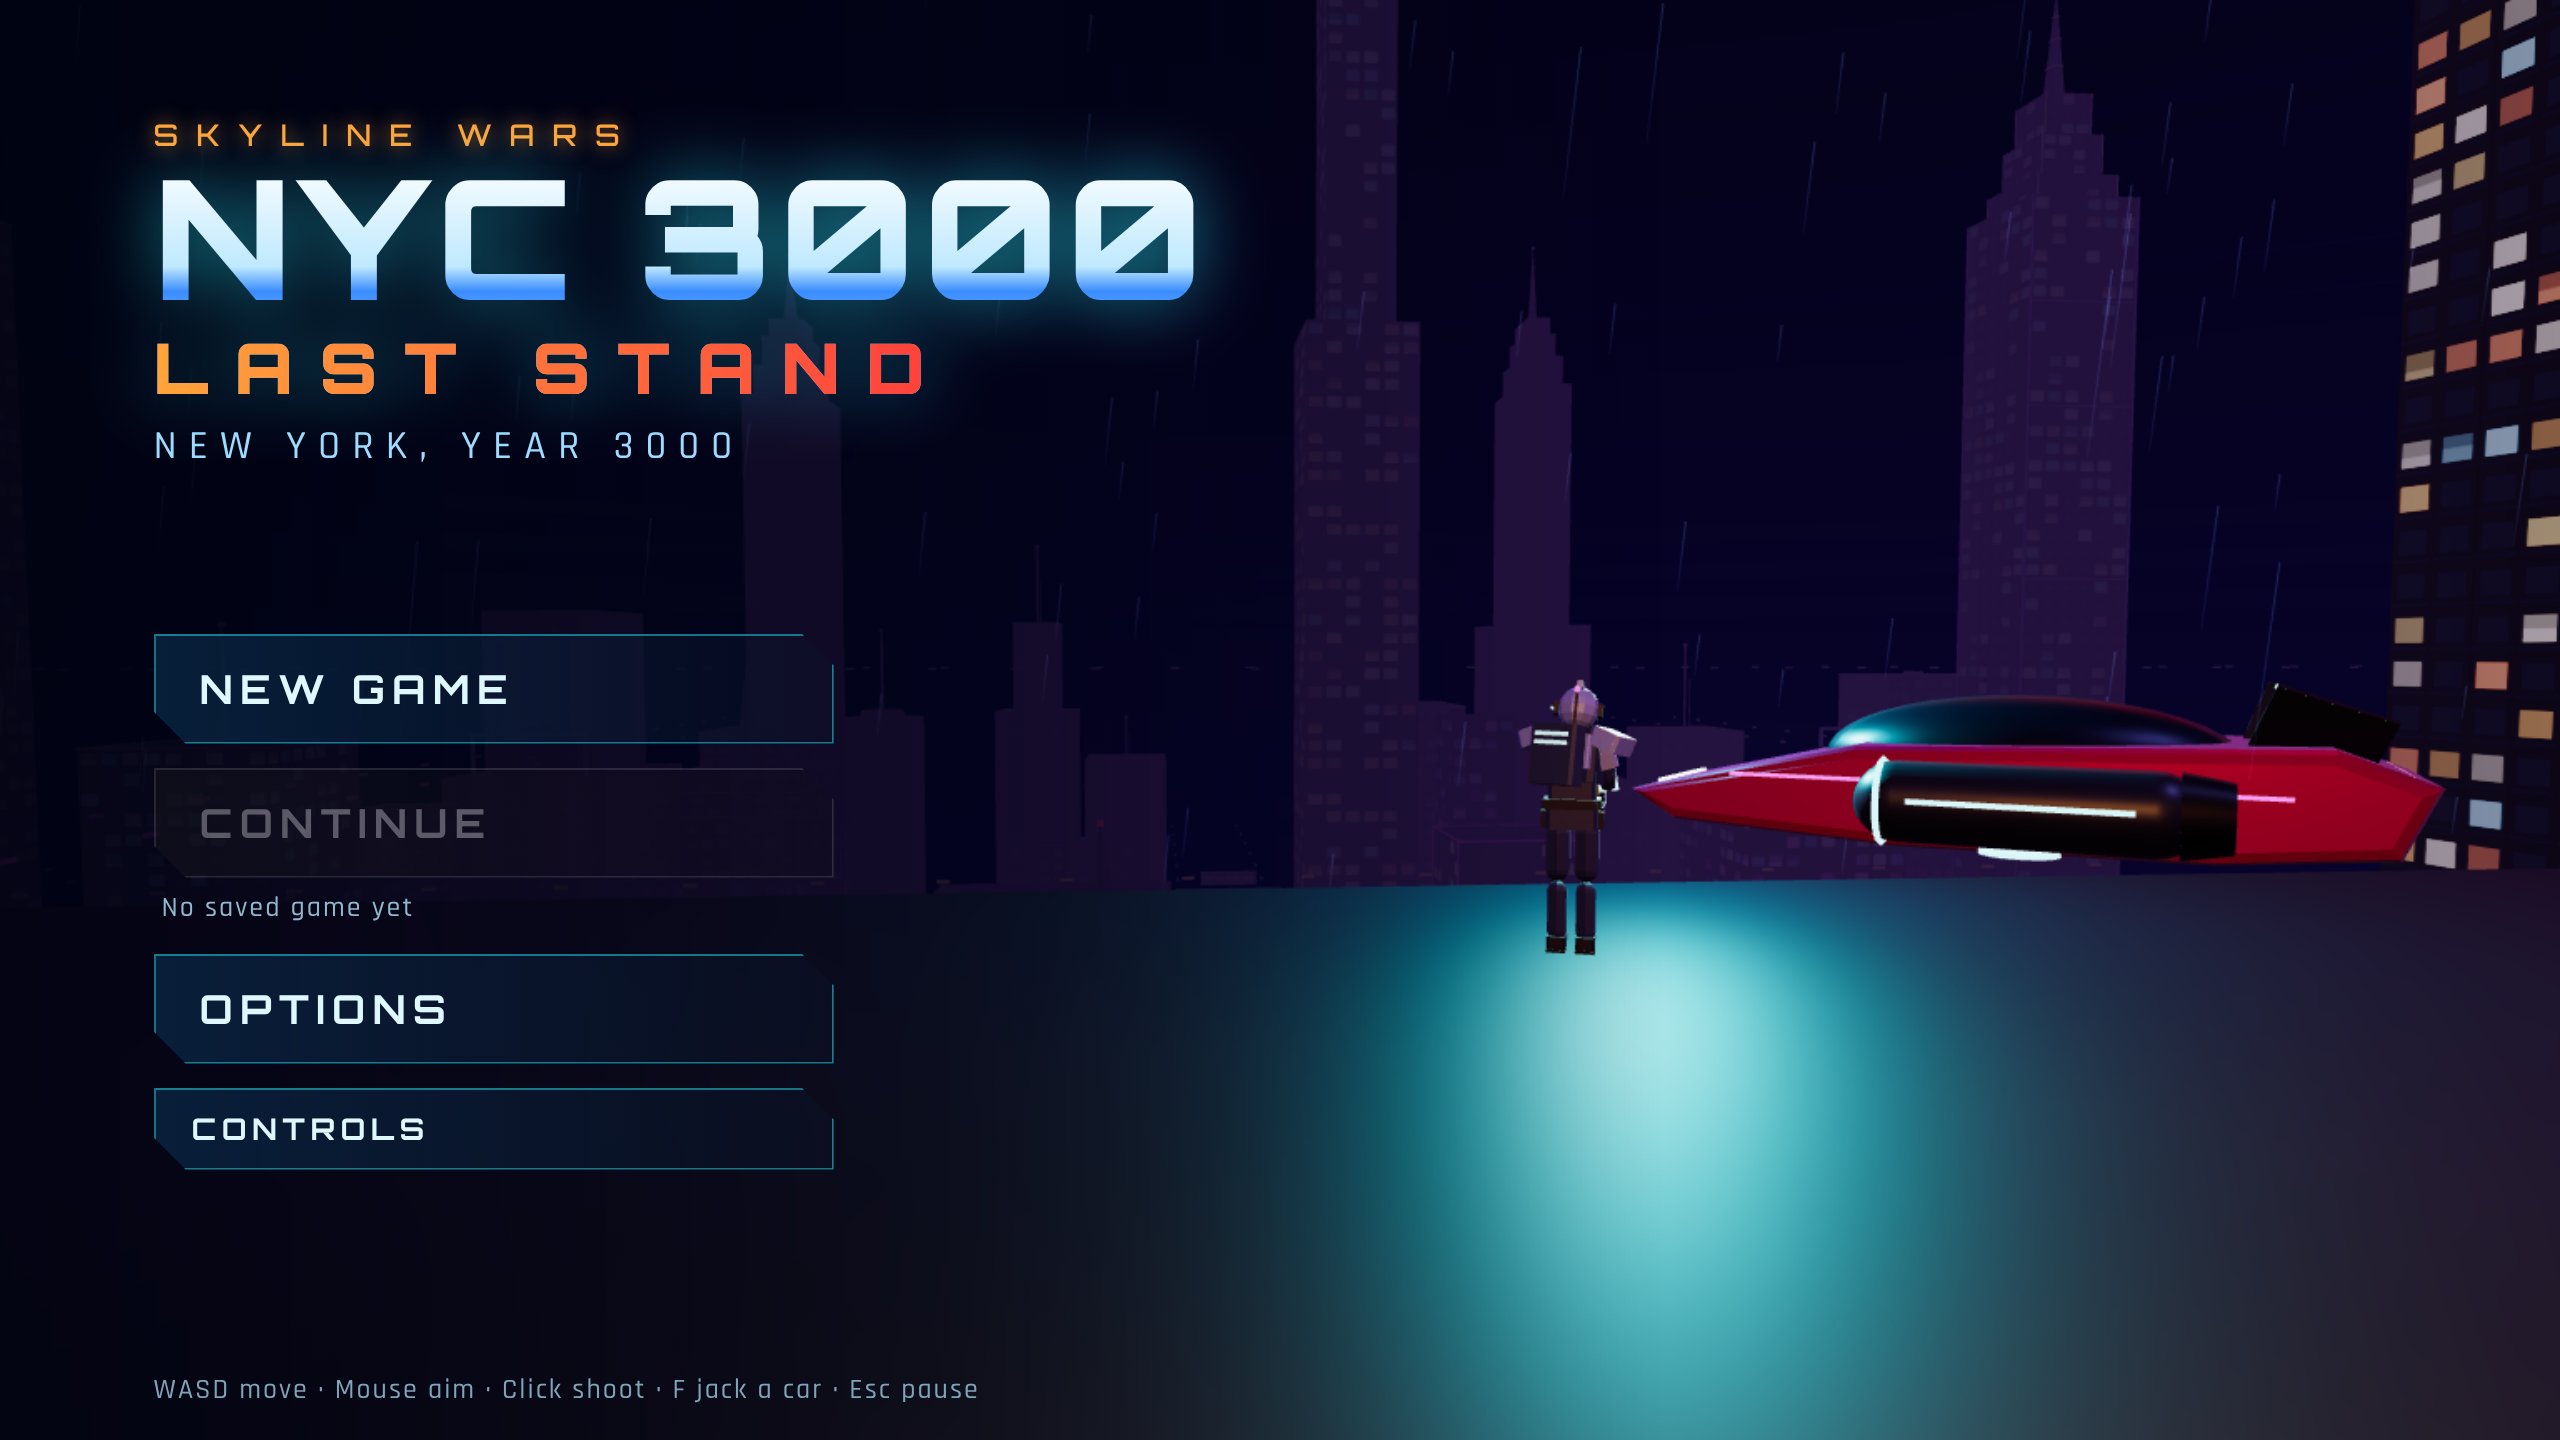 SKYLINE WARS
NYC 3000
LAST STAND
NEW YORK, YEAR 3000
NEW GAME
CONTINUE
No saved game yet
OPTIONS
CONTROLS
WASD move · Mouse aim · Click shoot · F jack a car · Esc pause